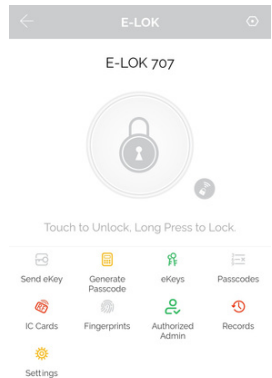 E-LOK
E-LOK 707
Touch to Unlock. Long Press to Lock.
Send eKey
Generate
Passcode
eKeys
Passcodes
IC Cards
Fingerprints
Authorized
Admin
Records
Settings